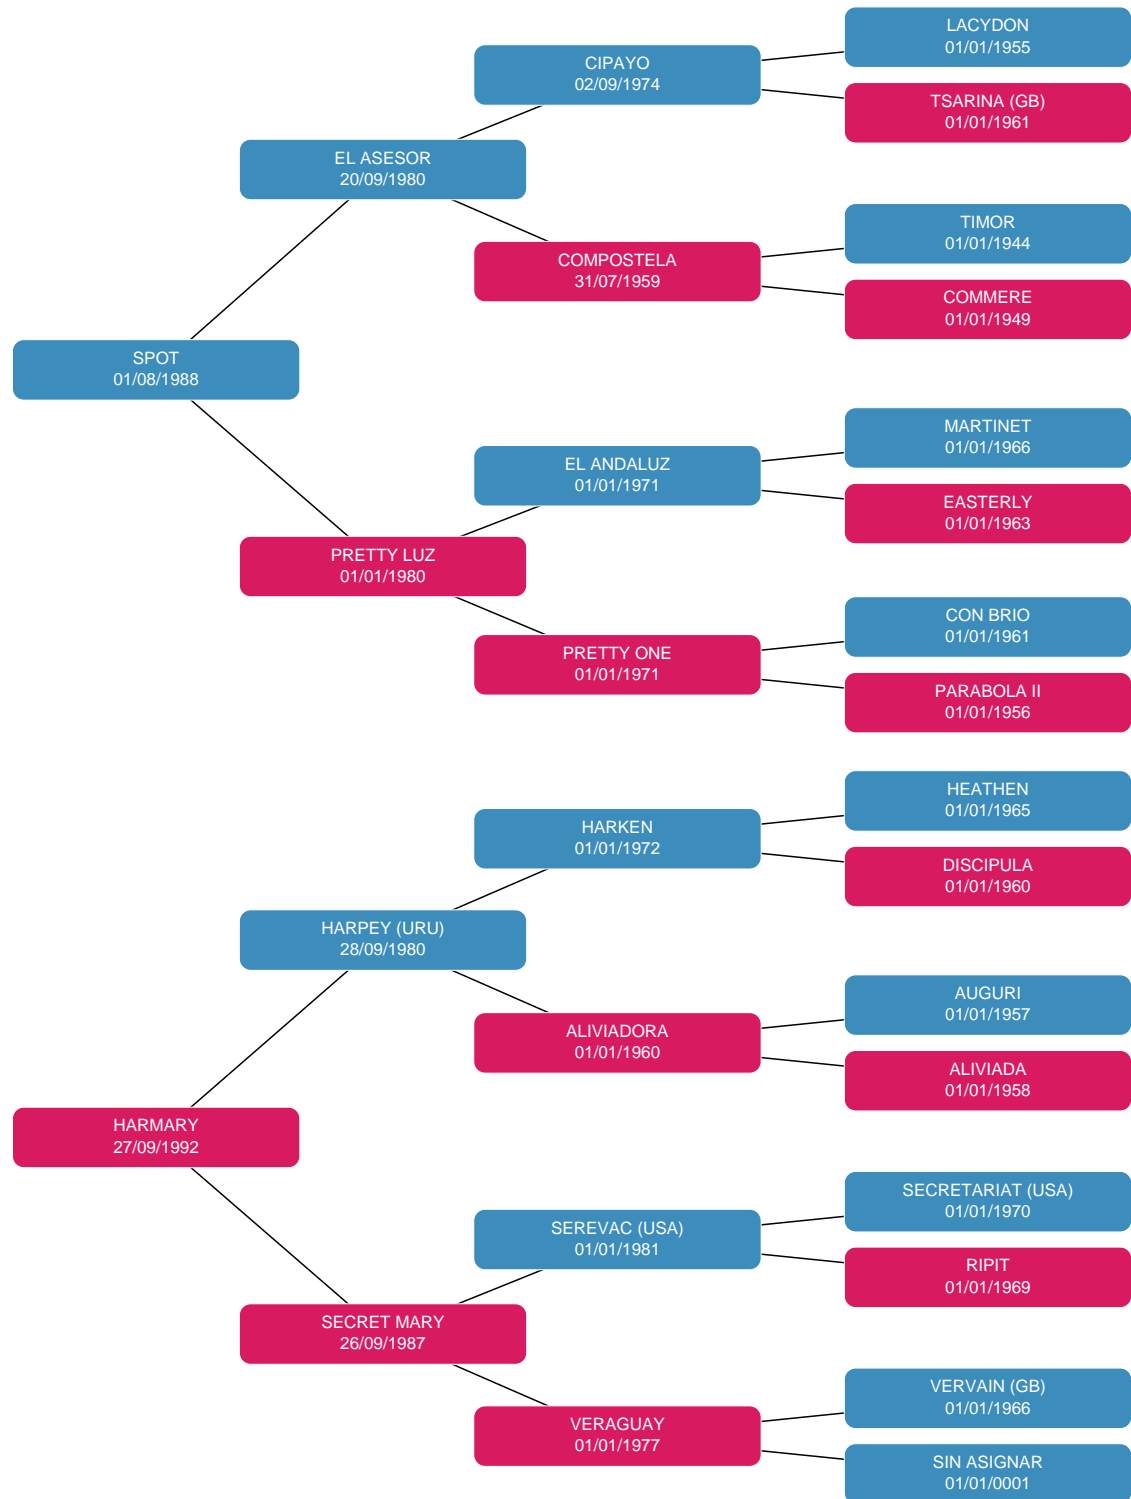 LACYDON
01/01/1955
CIPAYO
02/09/1974
TSARINA (GB)
01/01/1961
EL ASESOR
20/09/1980
TIMOR
01/01/1944
COMPOSTELA
31/07/1959
COMMERE
01/01/1949
SPOT
01/08/1988
MARTINET
01/01/1966
EL ANDALUZ
01/01/1971
EASTERLY
01/01/1963
PRETTY LUZ
01/01/1980
CON BRIO
01/01/1961
PRETTY ONE
01/01/1971
PARABOLA II
01/01/1956
HEATHEN
01/01/1965
HARKEN
01/01/1972
DISCIPULA
01/01/1960
HARPEY (URU)
28/09/1980
AUGURI
01/01/1957
ALIVIADORA
01/01/1960
ALIVIADA
01/01/1958
HARMARY
27/09/1992
SECRETARIAT (USA)
01/01/1970
SEREVAC (USA)
01/01/1981
RIPIT
01/01/1969
SECRET MARY
26/09/1987
VERVAIN (GB)
01/01/1966
VERAGUAY
01/01/1977
SIN ASIGNAR
01/01/0001